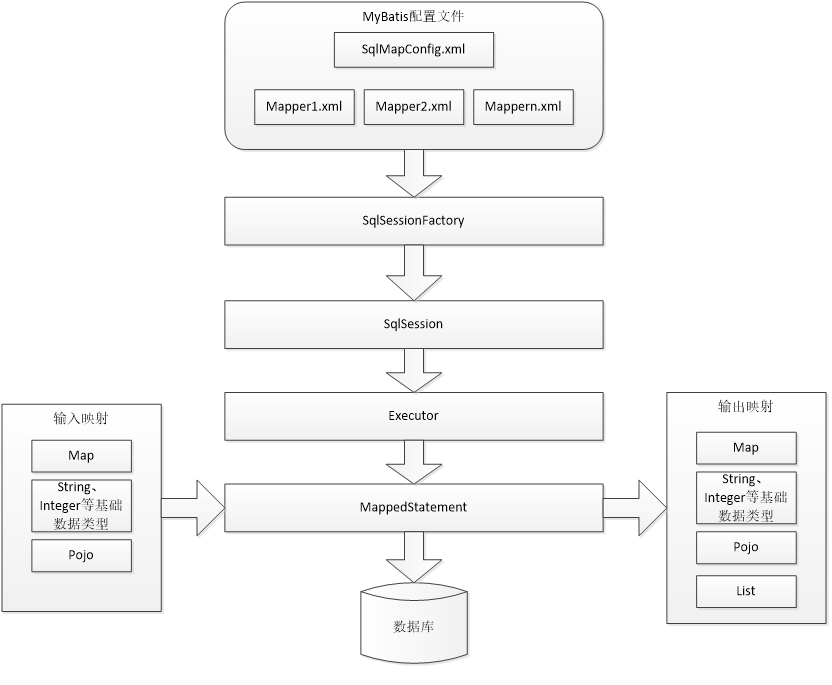 MyBatis配置文件
SqlMapConfig.xml
Mapper1.xml
Mapper2.xml
Mappern.xml
SqlSessionFactory
SqlSession
Executor
输入映射
Map
String、
Integer等基础
数据类型
Pojo
MappedStatement
输出映射
Map
String、
Integer等基础
数据类型
Pojo
List
数据库